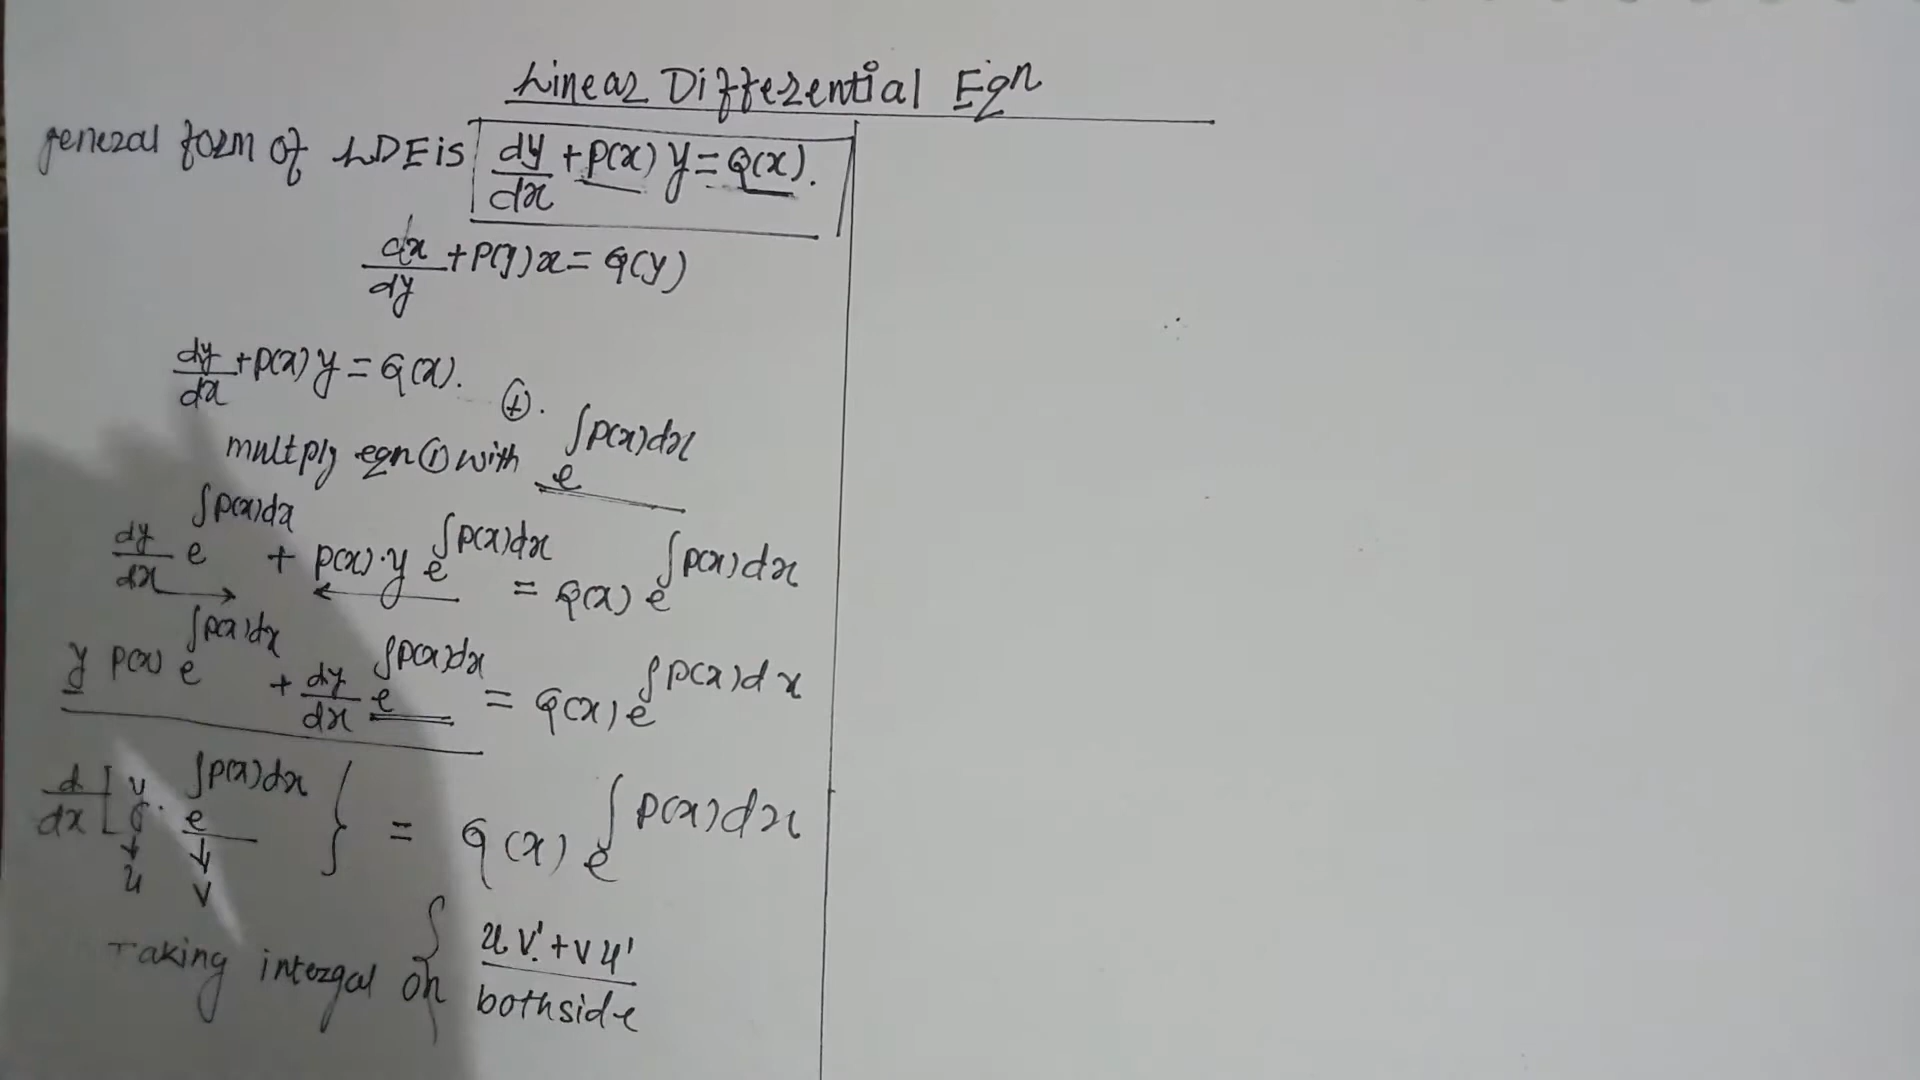 Linear Differential Eqn
general form of LDE is dy/dx + p(x) y = Q(x).
dx/dy + P(y) x = Q(y)
dy/dx + p(x) y = Q(x). ①.
multply eqn ① with e^∫p(x)dx
dy/dx e^∫p(x)dx + p(x)·y e^∫p(x)dx = Q(x) e^∫p(x)dx
y p(x) e^∫p(x)dx + dy/dx e^∫p(x)dx = Q(x) e^∫p(x)dx
d/dx [y. e^∫p(x)dx } = Q(x) e^∫p(x)dx
u v
{ uv' + vu'
Taking integral on bothside